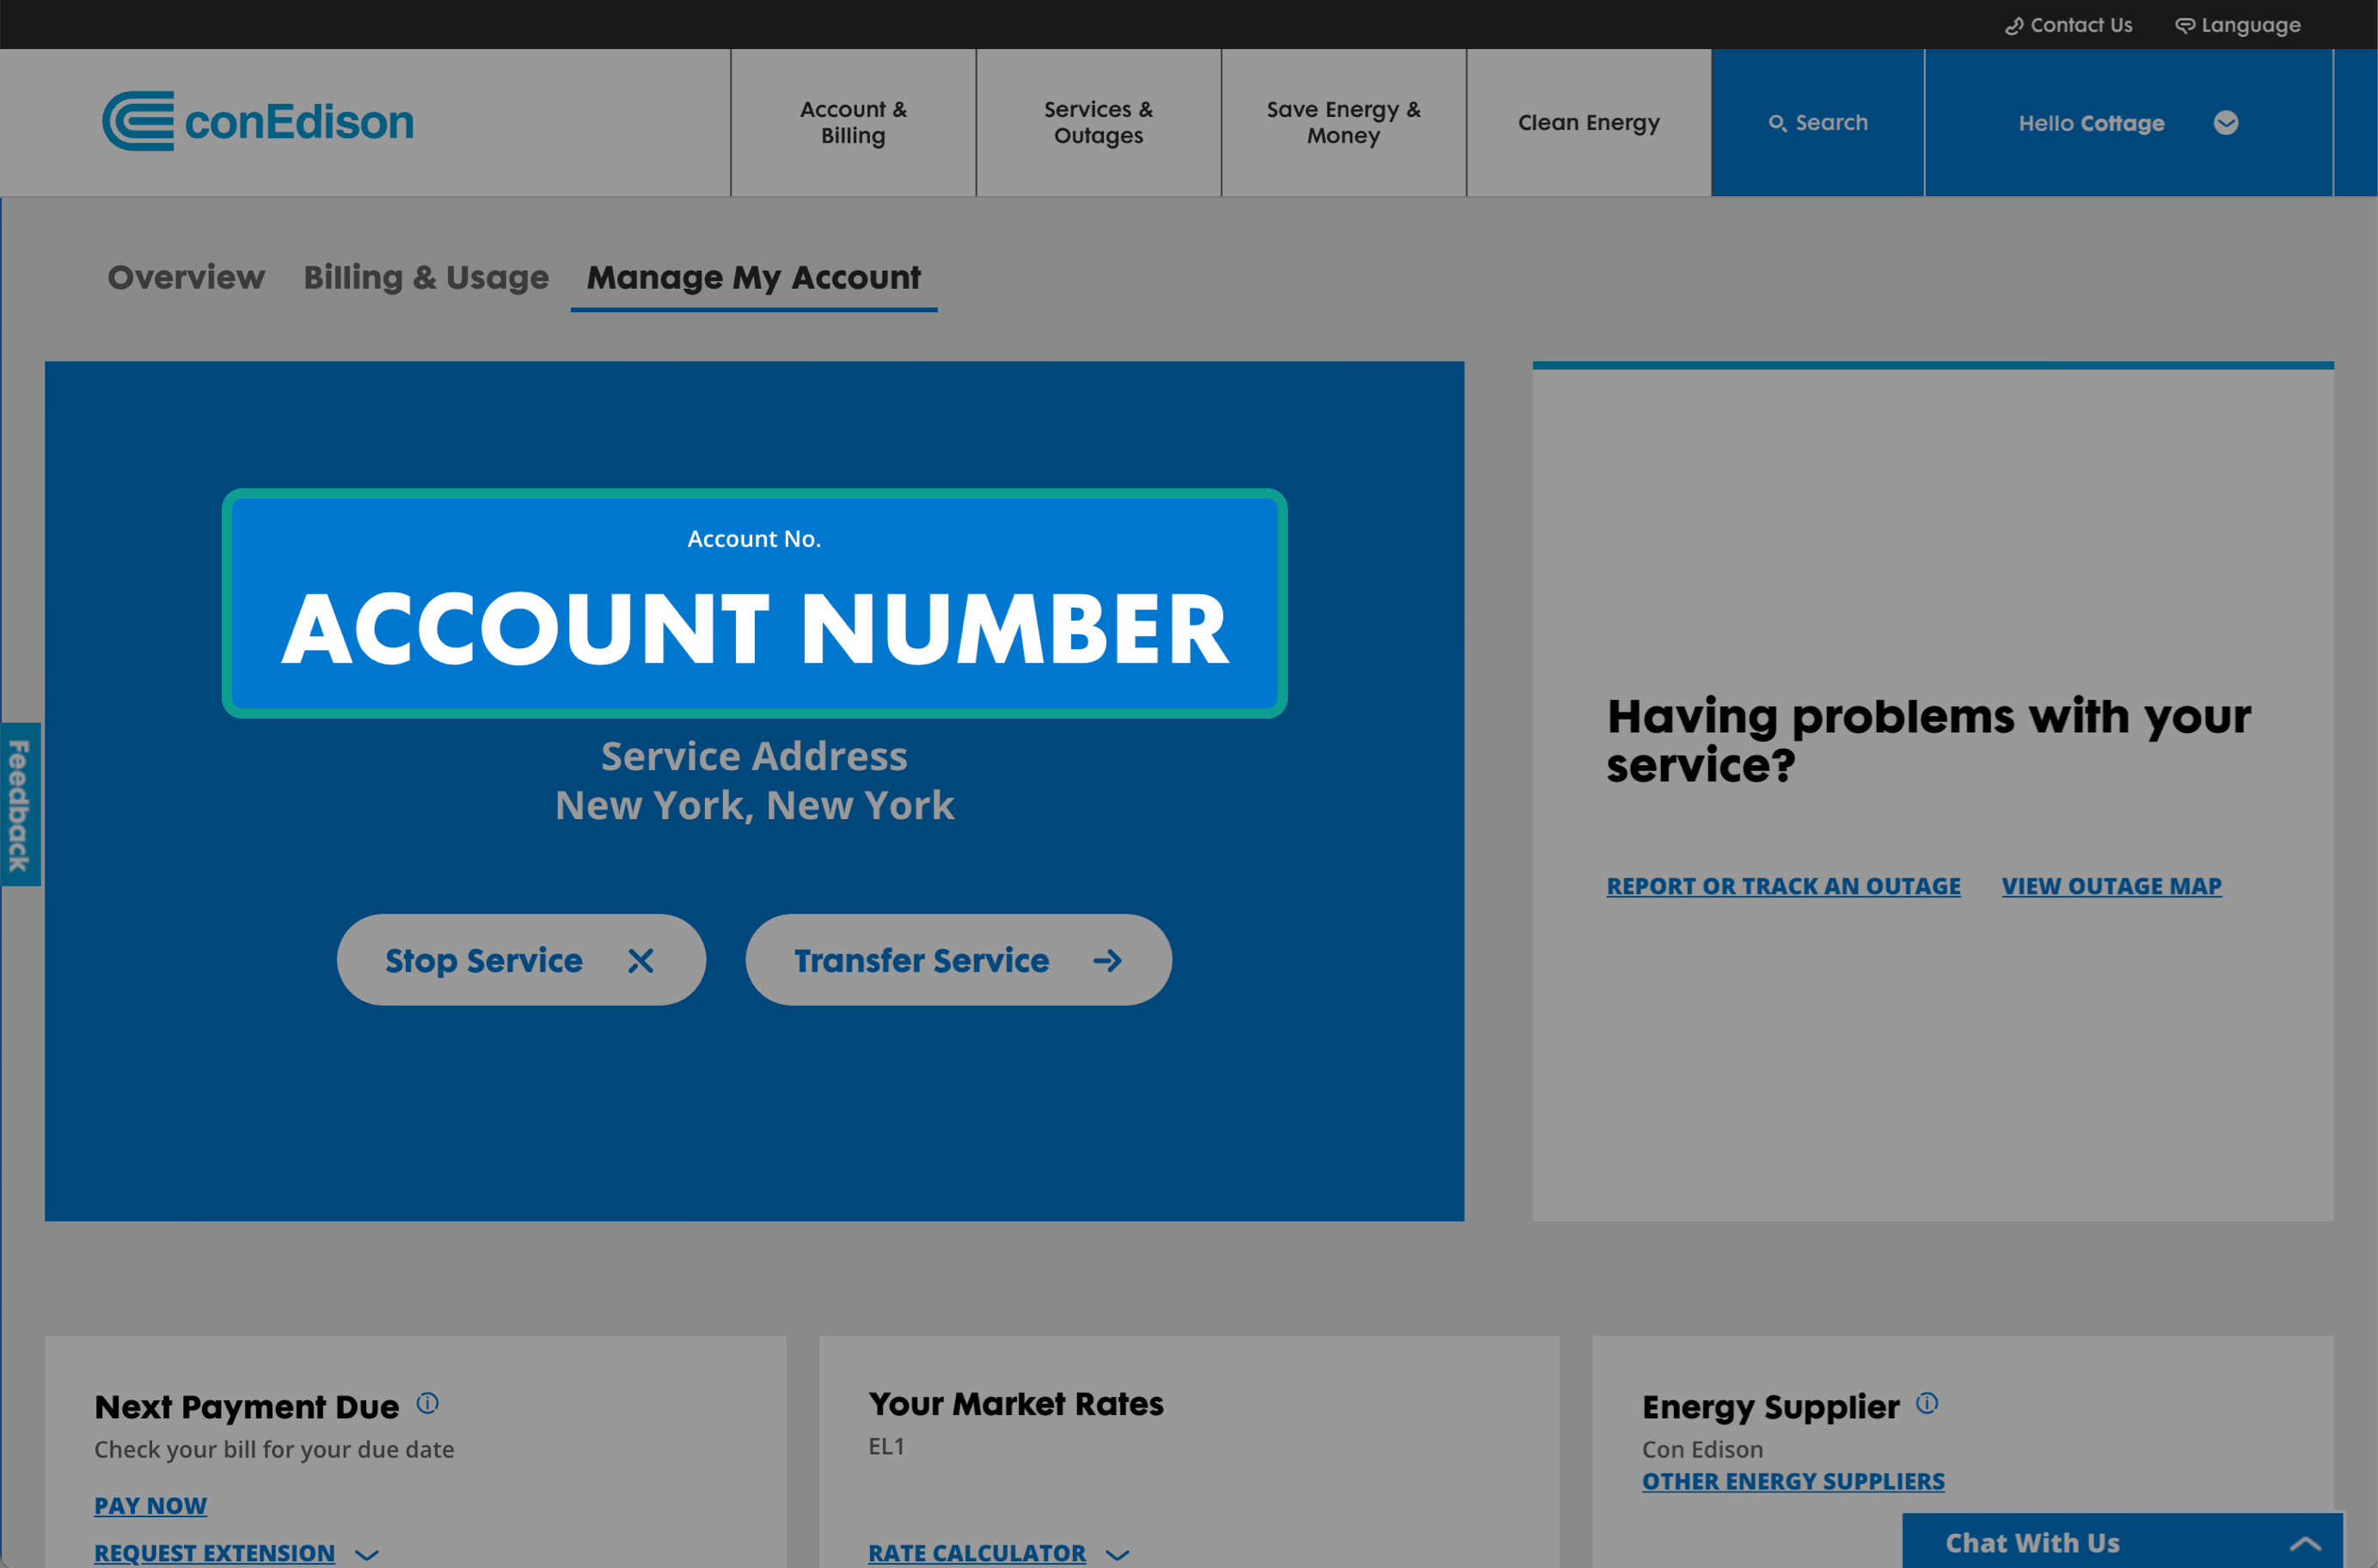 Contact Us
Language
conEdison
Account &
Billing
Services &
Outages
Save Energy &
Money
Clean Energy
Search
Hello Cottage
Overview
Billing & Usage
Manage My Account
Account No.
ACCOUNT NUMBER
Service Address
New York, New York
Stop Service
Transfer Service
Having problems with your
service?
REPORT OR TRACK AN OUTAGE
VIEW OUTAGE MAP
Feedback
Next Payment Due
Check your bill for your due date
PAY NOW
REQUEST EXTENSION
Your Market Rates
EL1
RATE CALCULATOR
Energy Supplier
Con Edison
OTHER ENERGY SUPPLIERS
Chat With Us